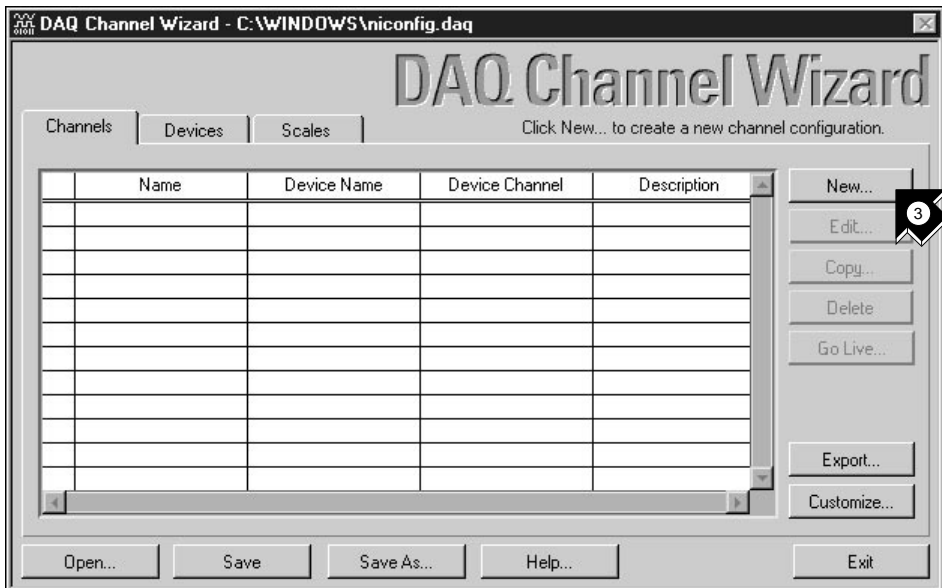 DAQ Channel Wizard - C:\WINDOWS\niconfig.daq
DAQ Channel Wizard
Channels Devices Scales Click New... to create a new channel configuration.
Name Device Name Device Channel Description
New...
3
Edit...
Copy...
Delete
Go Live...
Export...
Customize...
Open... Save Save As... Help... Exit